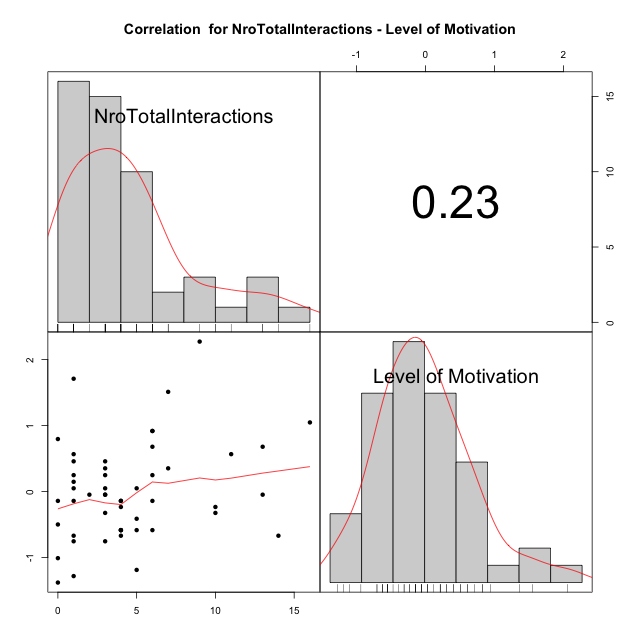 Correlation  for NroTotalInteractions - Level of Motivation
-1 0 1 2
NroTotalInteractions
0.23
15
10
5
0
Level of Motivation
2
1
0
-1
0 5 10 15